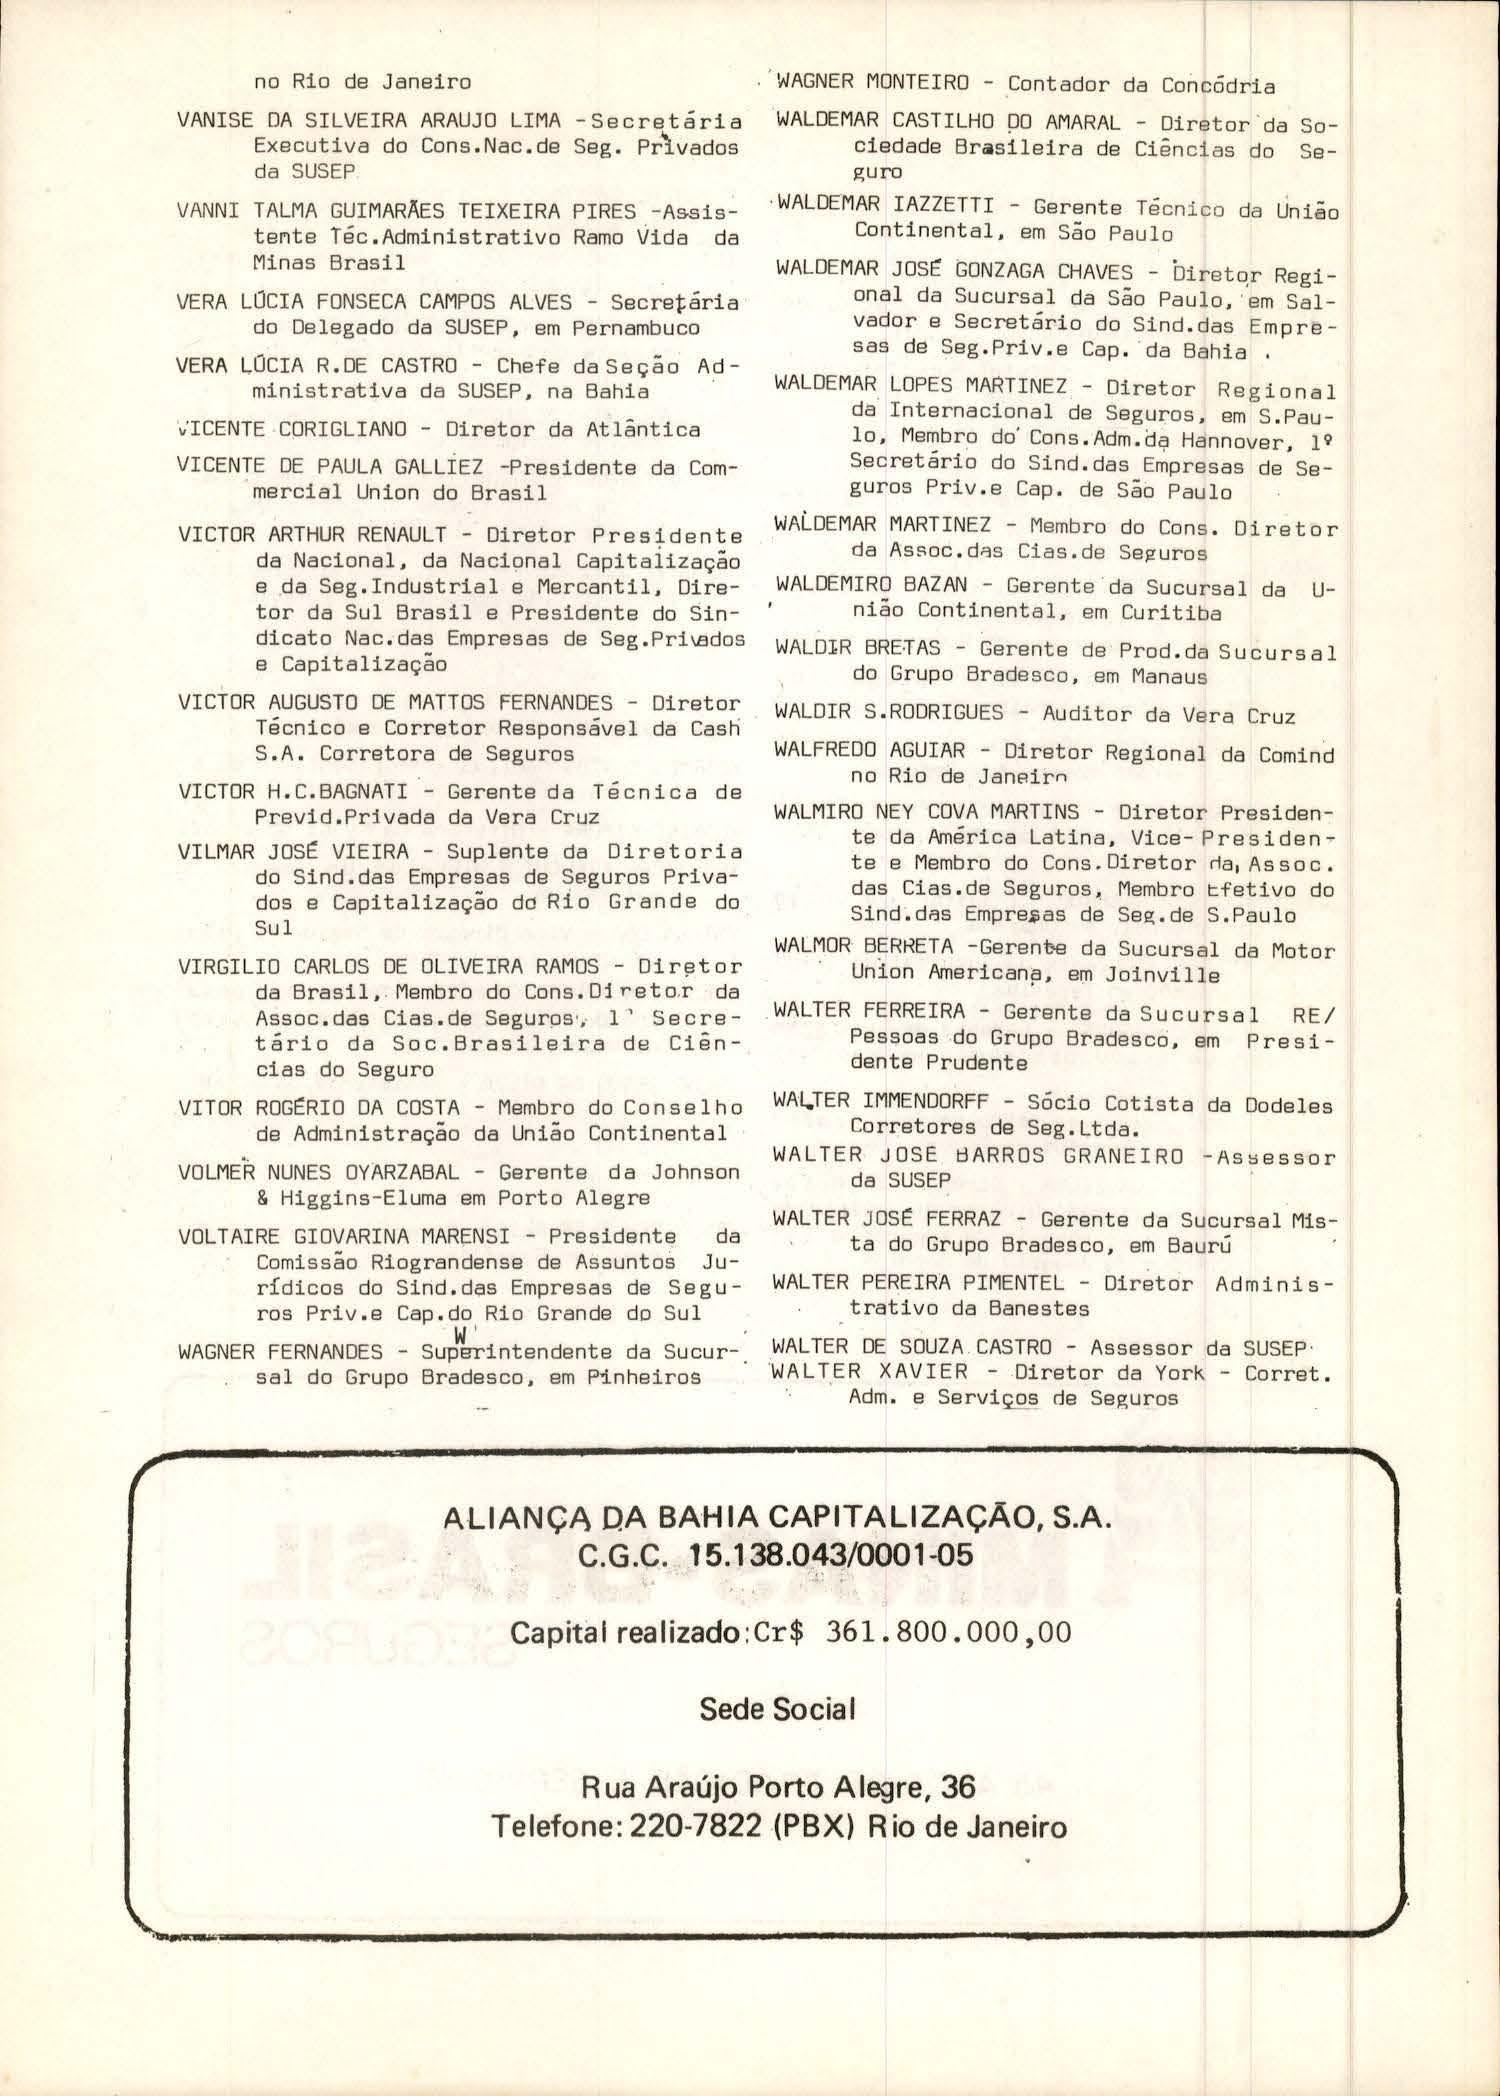 no Rio de Janeiro
VANISE DA SILVEIRA ARAUJO LIMA -Secretária
Executiva do Cons.Nac.de Seg. Privados
da SUSEP
VANNI TALMA GUIMARÃES TEIXEIRA PIRES -Assis-
tente Téc.Administrativo Ramo Vida da
Minas Brasil
VERA LÚCIA FONSECA CAMPOS ALVES - Secretária
do Delegado da SUSEP, em Pernambuco
VERA LÚCIA R.DE CASTRO - Chefe da Seção Ad-
ministrativa da SUSEP, na Bahia
VICENTE CORIGLIANO - Diretor da Atlântica
VICENTE DE PAULA GALLIEZ -Presidente da Com-
mercial Union do Brasil
VICTOR ARTHUR RENAULT - Diretor Presidente
da Nacional, da Nacional Capitalização
e da Seg.Industrial e Mercantil, Dire-
tor da Sul Brasil e Presidente do Sin-
dicato Nac.das Empresas de Seg.Privados
e Capitalização
VICTOR AUGUSTO DE MATTOS FERNANDES - Diretor
Técnico e Corretor Responsável da Cash
S.A. Corretora de Seguros
VICTOR H.C.BAGNATI - Gerente da Técnica de
Previd.Privada da Vera Cruz
VILMAR JOSÉ VIEIRA - Suplente da Diretoria
do Sind.das Empresas de Seguros Priva-
dos e Capitalização do Rio Grande do
Sul
VIRGILIO CARLOS DE OLIVEIRA RAMOS - Diretor
da Brasil, Membro do Cons.Diretor da
Assoc.das Cias.de Seguros, 1º Secre-
tário da Soc.Brasileira de Ciên-
cias do Seguro
VITOR ROGÉRIO DA COSTA - Membro do Conselho
de Administração da União Continental
VOLMER NUNES OYARZABAL - Gerente da Johnson
& Higgins-Eluma em Porto Alegre
VOLTAIRE GIOVARINA MARENSI - Presidente da
Comissão Riograndense de Assuntos Ju-
rídicos do Sind.das Empresas de Segu-
ros Priv.e Cap.do Rio Grande do Sul
W
WAGNER FERNANDES - Superintendente da Sucur-
sal do Grupo Bradesco, em Pinheiros
WAGNER MONTEIRO - Contador da Concódria
WALDEMAR CASTILHO DO AMARAL - Diretor da So-
ciedade Brasileira de Ciências do Se-
guro
WALDEMAR IAZZETTI - Gerente Técnico da União
Continental, em São Paulo
WALDEMAR JOSÉ GONZAGA CHAVES - Diretor Regi-
onal da Sucursal da São Paulo, em Sal-
vador e Secretário do Sind.das Empre-
sas de Seg.Priv.e Cap. da Bahia .
WALDEMAR LOPES MARTINEZ - Diretor Regional
da Internacional de Seguros, em S.Pau-
lo, Membro do Cons.Adm.da Hannover, 1º
Secretário do Sind.das Empresas de Se-
guros Priv.e Cap. de São Paulo
WALDEMAR MARTINEZ - Membro do Cons. Diretor
da Assoc.das Cias.de Seguros
WALDEMIRO BAZAN - Gerente da Sucursal da U-
nião Continental, em Curitiba
WALDIR BRETAS - Gerente de Prod.da Sucursal
do Grupo Bradesco, em Manaus
WALDIR S.RODRIGUES - Auditor da Vera Cruz
WALFREDO AGUIAR - Diretor Regional da Comind
no Rio de Janeiro
WALMIRO NEY COVA MARTINS - Diretor Presiden-
te da América Latina, Vice-Presiden-
te e Membro do Cons.Diretor da Assoc.
das Cias.de Seguros, Membro Efetivo do
Sind.das Empresas de Seg.de S.Paulo
WALMOR BERRETA -Gerente da Sucursal da Motor
Union Americana, em Joinville
WALTER FERREIRA - Gerente da Sucursal RE/
Pessoas do Grupo Bradesco, em Presi-
dente Prudente
WALTER IMMENDORFF - Sócio Cotista da Dodeles
Corretores de Seg.Ltda.
WALTER JOSE BARROS GRANEIRO -Assessor
da SUSEP
WALTER JOSÉ FERRAZ - Gerente da Sucursal Mis-
ta do Grupo Bradesco, em Baurú
WALTER PEREIRA PIMENTEL - Diretor Adminis-
trativo da Banestes
WALTER DE SOUZA CASTRO - Assessor da SUSEP
WALTER XAVIER - Diretor da York - Corret.
Adm. e Serviços de Seguros
ALIANÇA DA BAHIA CAPITALIZAÇÃO, S.A.
C.G.C. 15.138.043/0001-05
Capital realizado:Cr$ 361.800.000,00
Sede Social
Rua Araújo Porto Alegre, 36
Telefone: 220-7822 (PBX) Rio de Janeiro